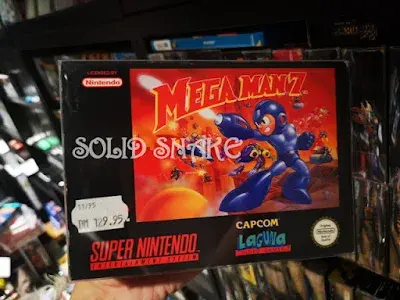 LICENSED BY
Nintendo
MEGA MAN 7
SOLID SNAKE
DM 129.95
CAPCOM
LAGUNA
SUPER NINTENDO
ENTERTAINMENT SYSTEM